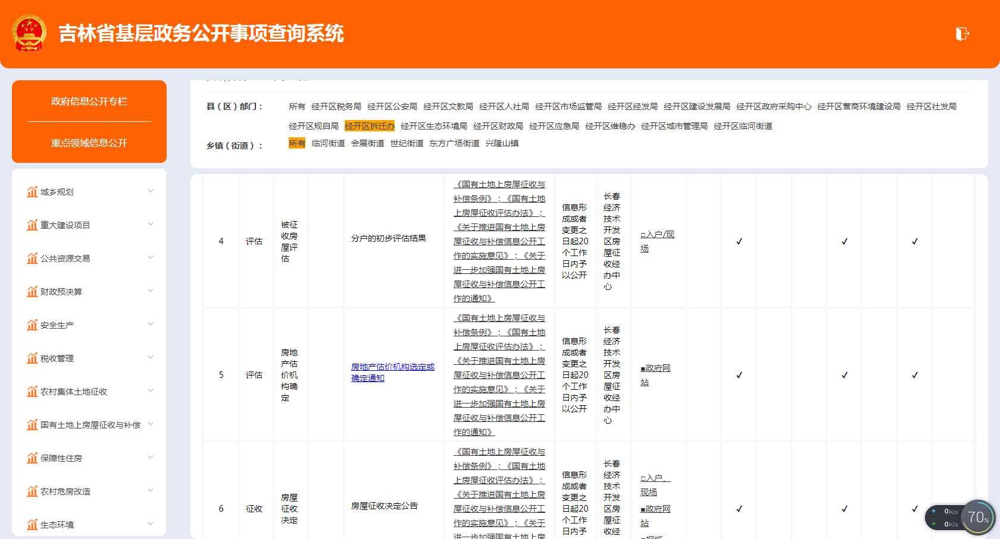 吉林省基层政务公开事项查询系统
政府信息公开专栏
重点领域信息公开
城乡规划
重大建设项目
公共资源交易
财政预决算
安全生产
税收管理
农村集体土地征收
国有土地上房屋征收与补偿
保障性住房
农村危房改造
生态环境
县（区）部门：
所有 经开区税务局 经开区公安局 经开区文教局 经开区人社局 经开区市场监管局 经开区经发局 经开区建设发展局 经开区政府采购中心 经开区营商环境建设局 经开区社发局
经开区规自局 经开区拆迁办 经开区生态环境局 经开区财政局 经开区应急局 经开区维稳办 经开区城市管理局 经开区临河街道
乡镇（街道）：
所有 临河街道 会展街道 世纪街道 东方广场街道 兴隆山镇
4
评估
被征
收房
屋评
估
分户的初步评估结果
《国有土地上房屋征收与
补偿条例》；《国有土地
上房屋征收评估办法》；
《关于推进国有土地上房
屋征收与补偿信息公开工
作的实施意见》；《关于
进一步加强国有土地上房
屋征收与补偿信息公开工
作的通知》
信息形
成或者
变更之
日起20
个工作
日内予
以公开
长春
经济
技术
开发
区房
屋征
收经
办中
心
□入户/现
场
✓ ✓ ✓
5
评估
房地
产估
价机
构确
定
房地产估价机构选定或
确定通知
《国有土地上房屋征收与
补偿条例》；《国有土地
上房屋征收评估办法》；
《关于推进国有土地上房
屋征收与补偿信息公开工
作的实施意见》；《关于
进一步加强国有土地上房
屋征收与补偿信息公开工
作的通知》
信息形
成或者
变更之
日起20
个工作
日内予
以公开
长春
经济
技术
开发
区房
屋征
收经
办中
心
■政府网
站
✓ ✓ ✓
6
征收
房屋
征收
决定
房屋征收决定公告
《国有土地上房屋征收与
补偿条例》；《国有土地
上房屋征收评估办法》；
《关于推进国有土地上房
屋征收与补偿信息公开工
作的实施意见》；《关于
进一步加强国有土地上房
信息形
成或者
变更之
日起20
个工作
日内予
长春
经济
技术
开发
区房
屋征
收经
□入户、
现场
■政府网
站
✓ ✓ ✓
0K/s
0K/s
70%